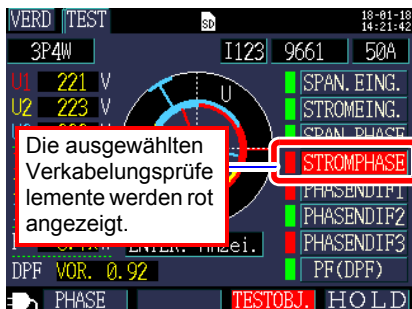 VERD TEST SD 18-01-18
14:21:42
3P4W I123 9661 50A
U1 221 V U SPAN. EING.
U2 223 V STROMEING.
SPAN PHASE
Die ausgewählten
Verkabelungsprüfe
lemente werden rot
angezeigt.
STROMPHASE
PHASENDIF1
PHASENDIF2
PHASENDIF3
DPF VOR. 0.92 PF(DPF)
PHASE TESTOBJ. HOLD